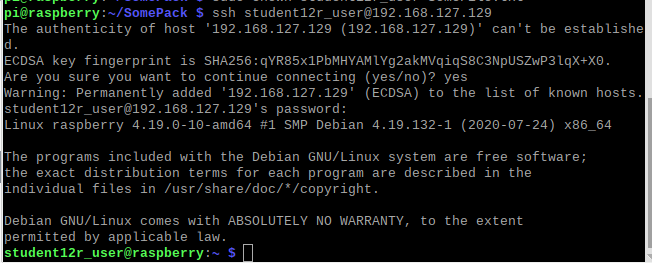 pi@raspberry:~/SomePack $ ssh student12r_user@192.168.127.129
The authenticity of host '192.168.127.129 (192.168.127.129)' can't be establishe
d.
ECDSA key fingerprint is SHA256:qYR85x1PbMHYAMlYg2akMVqiqS8C3NpUSZwP3lqX+X0.
Are you sure you want to continue connecting (yes/no)? yes
Warning: Permanently added '192.168.127.129' (ECDSA) to the list of known hosts.
student12r_user@192.168.127.129's password:
Linux raspberry 4.19.0-10-amd64 #1 SMP Debian 4.19.132-1 (2020-07-24) x86_64

The programs included with the Debian GNU/Linux system are free software;
the exact distribution terms for each program are described in the
individual files in /usr/share/doc/*/copyright.

Debian GNU/Linux comes with ABSOLUTELY NO WARRANTY, to the extent
permitted by applicable law.
student12r_user@raspberry:~ $